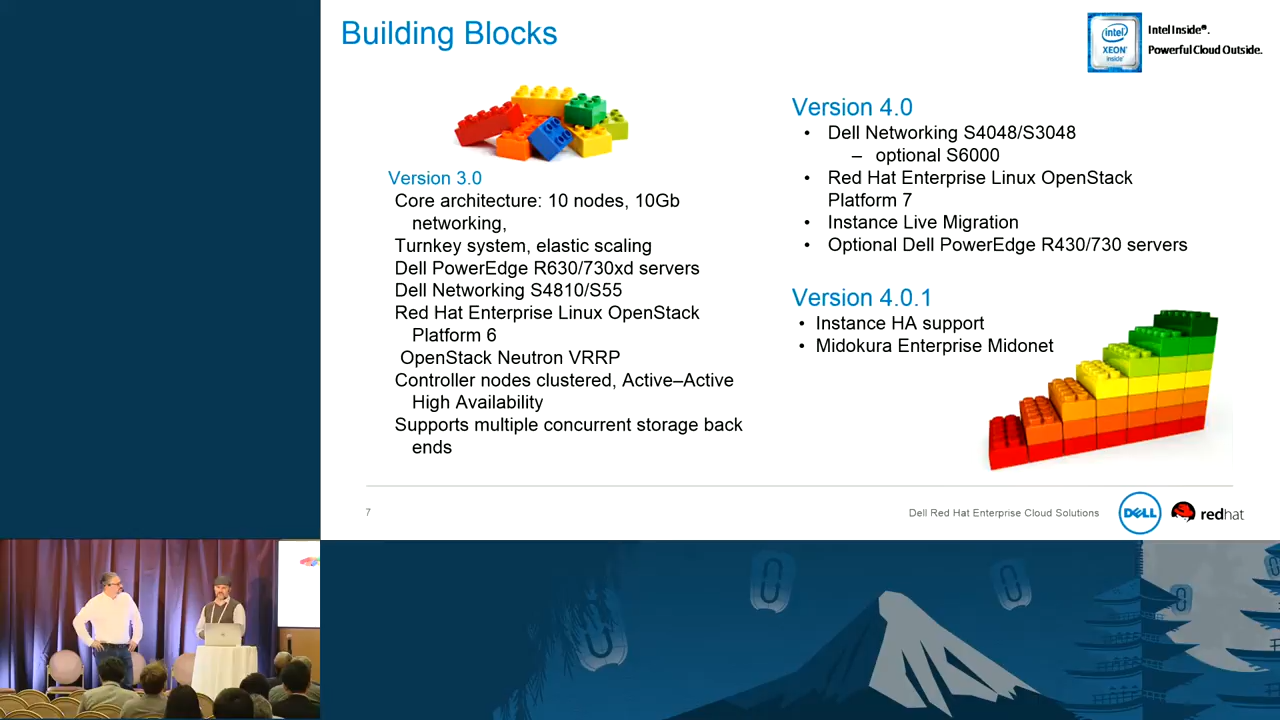 Building Blocks
intel
XEON
inside
Intel Inside®.
Powerful Cloud Outside.
Version 3.0
Core architecture: 10 nodes, 10Gb
networking,
Turnkey system, elastic scaling
Dell PowerEdge R630/730xd servers
Dell Networking S4810/S55
Red Hat Enterprise Linux OpenStack
Platform 6
OpenStack Neutron VRRP
Controller nodes clustered, Active–Active
High Availability
Supports multiple concurrent storage back
ends
Version 4.0
• Dell Networking S4048/S3048
– optional S6000
• Red Hat Enterprise Linux OpenStack
Platform 7
• Instance Live Migration
• Optional Dell PowerEdge R430/730 servers
Version 4.0.1
• Instance HA support
• Midokura Enterprise Midonet
7
Dell Red Hat Enterprise Cloud Solutions
DELL
redhat